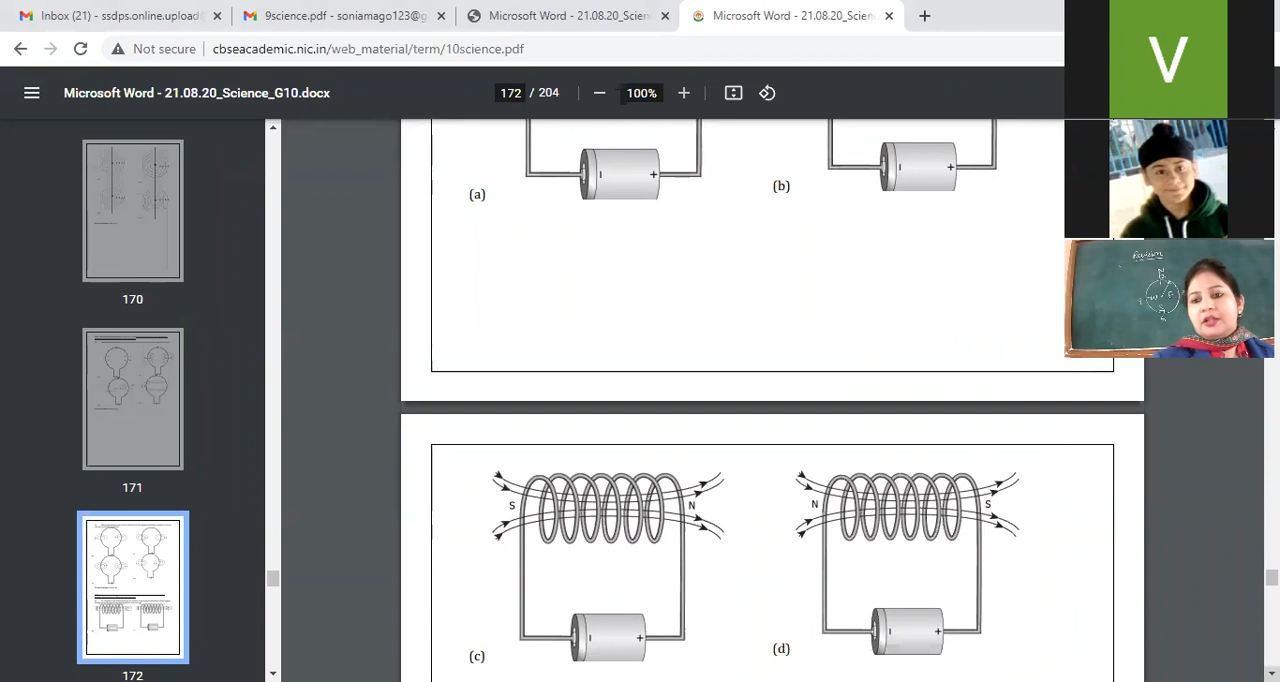 Inbox (21) - ssdps.online.upload
9science.pdf - soniamago123@g
Microsoft Word - 21.08.20_Scien
Microsoft Word - 21.08.20_Scien
Not secure
cbseacademic.nic.in/web_material/term/10science.pdf
Microsoft Word - 21.08.20_Science_G10.docx
172 / 204
100%
V
170
171
172
(a)
(b)
Revision
N
S
S
N
N
S
(c)
(d)